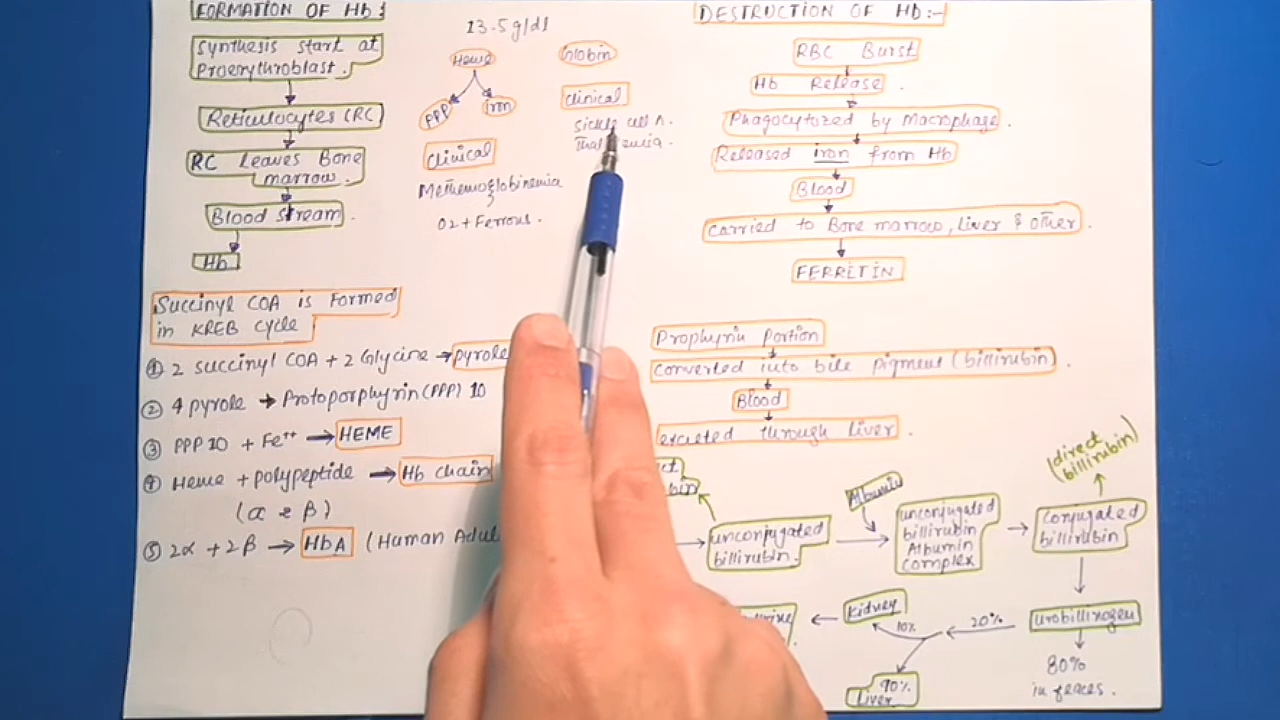 FORMATION OF Hb :
Synthesis start at
Proerythroblast.
Reticulocytes (RC)
RC Leaves Bone
marrow.
Blood stream.
Hb
13.5 g/dl
Heme
PPP
iron
Clinical
Methemoglobinemia
O2 + Ferrous.
Globin
Clinical
sickle cell A.
Succinyl COA is Formed
in KREB cycle
① 2 succinyl COA + 2 Glycine → pyrole
② 4 pyrole → Protoporphyrin (PPP) 10
③ PPP 10 + Fe++ → HEME
④ Heme + polypeptide → Hb chain
(α e β)
⑤ 2α + 2β → HbA (Human Adul
DESTRUCTION OF Hb :-
RBC Burst
Hb Release.
Phagocytozed by Macrophage.
Released iron from Hb
Blood
Carried to Bone marrow, Liver & other.
FERRITIN
Prophyrin Portion
Converted into bile pigment (billirubin).
Blood
excreted through Liver.
unconjugated
billirubin.
Albumin
unconjugated
billirubin
Albumin
complex
(direct
billirubin)
conjugated
billirubin
urobillinogen
80%
in feaces.
20%
Kidney
10%
90%
Liver